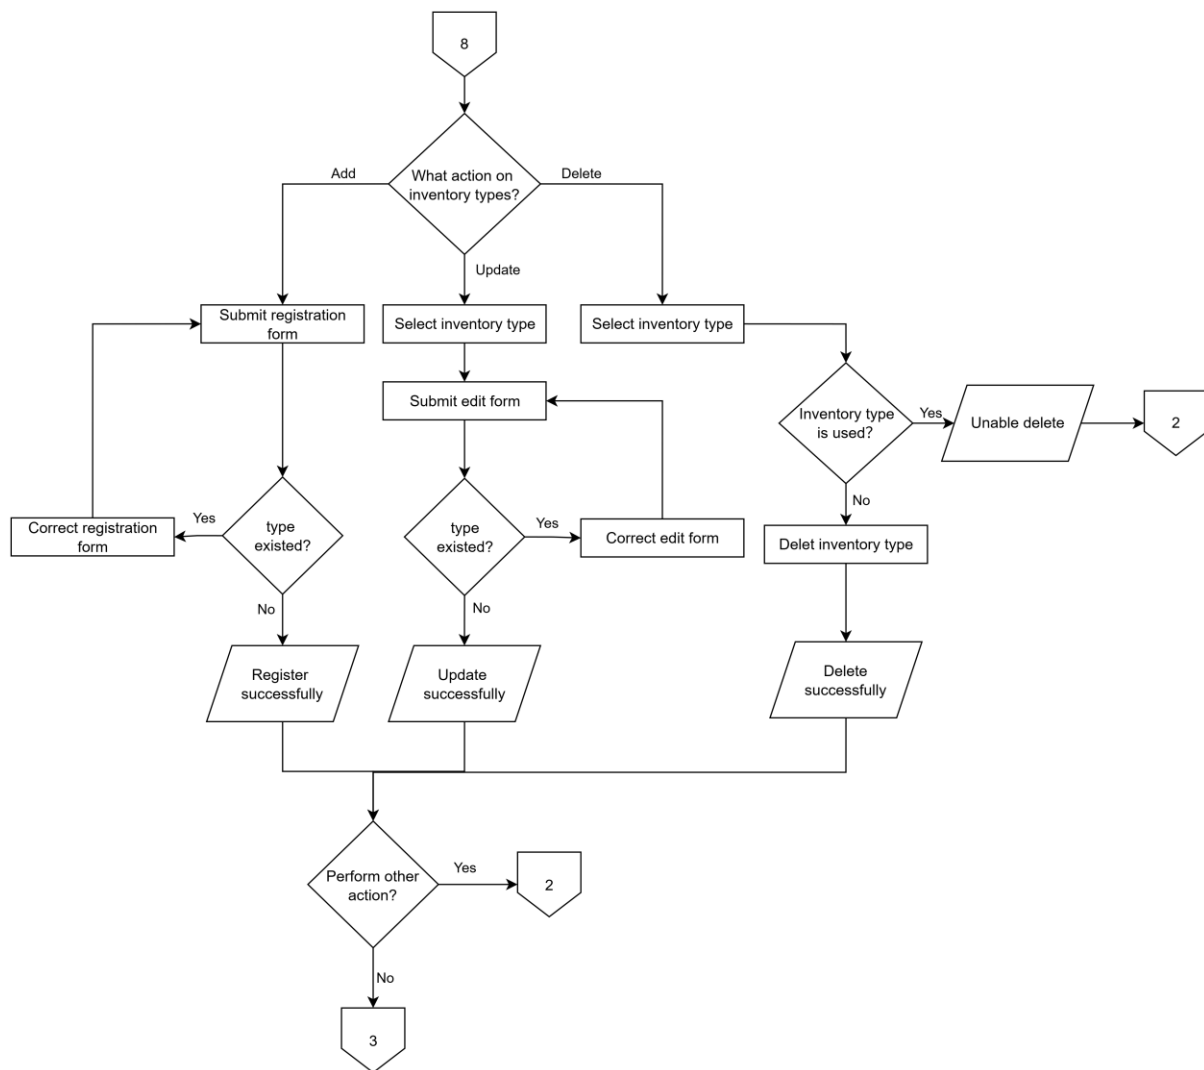 8
What action on
inventory types?
Add
Delete
Update
Submit registration
form
Select inventory type
Select inventory type
Submit edit form
Inventory type
is used?
Yes
Unable delete
2
No
Correct registration
form
Yes
type
existed?
type
existed?
Yes
Correct edit form
Delet inventory type
No
No
Register
successfully
Update
successfully
Delete
successfully
Perform other
action?
Yes
2
No
3